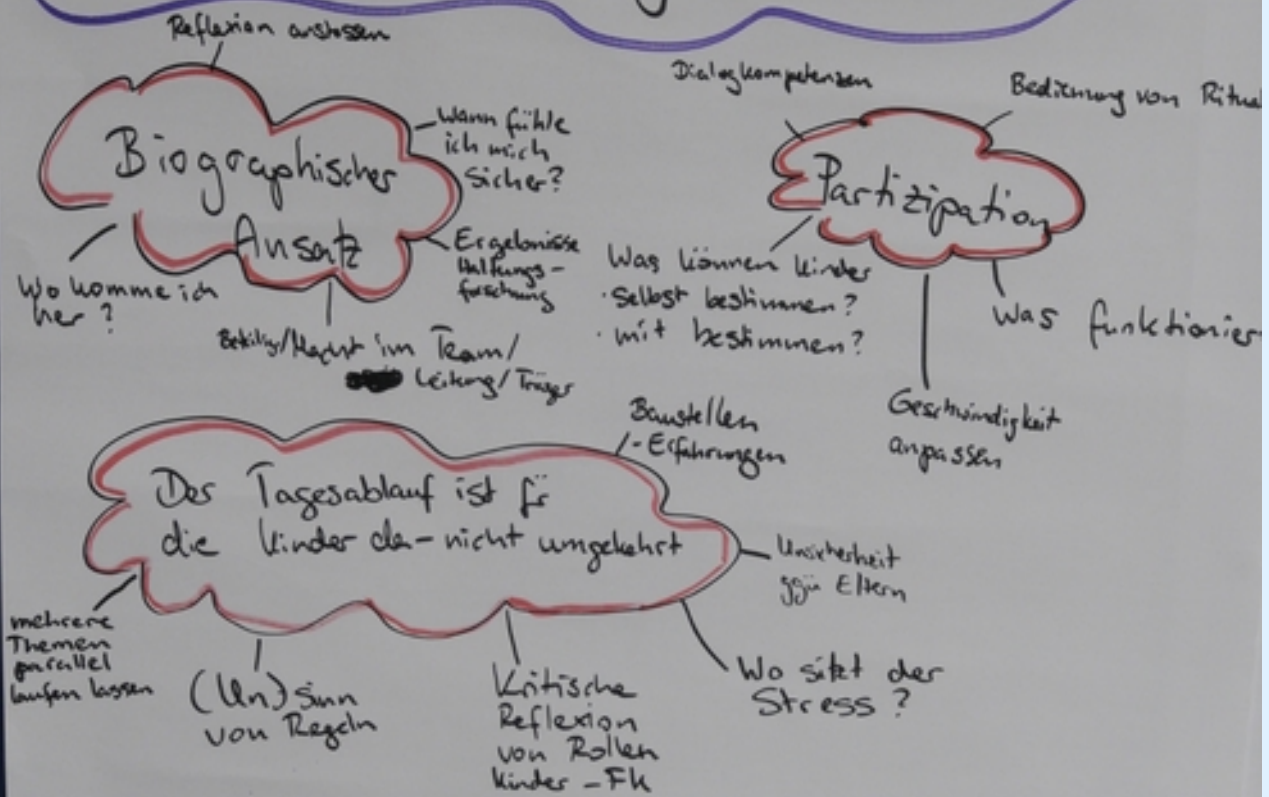 Reflexion anstossen
Biographischer
Ansatz
Wann fühle
ich mich
Sicher?
Ergebnisse
Haltungs-
forschung
Wo komme ich
her?
/Macht im Team/
Leitung/Träger
Dialogkompetenzen
Bedienung von
Partizipation
Was können Kinder
· Selbst bestimmen?
· mit bestimmen?
Was
Geschwindigkeit
anpassen
Der Tagesablauf ist für
die Kinder da - nicht umgekehrt
Baustellen
- Erfahrungen
Unsicherheit
ggü Eltern
Wo sitzt der
Stress?
Kritische
Reflexion
von Rollen
Kinder - FK
(Un)sinn
von Regeln
mehrere
Themen
parallel
laufen lassen